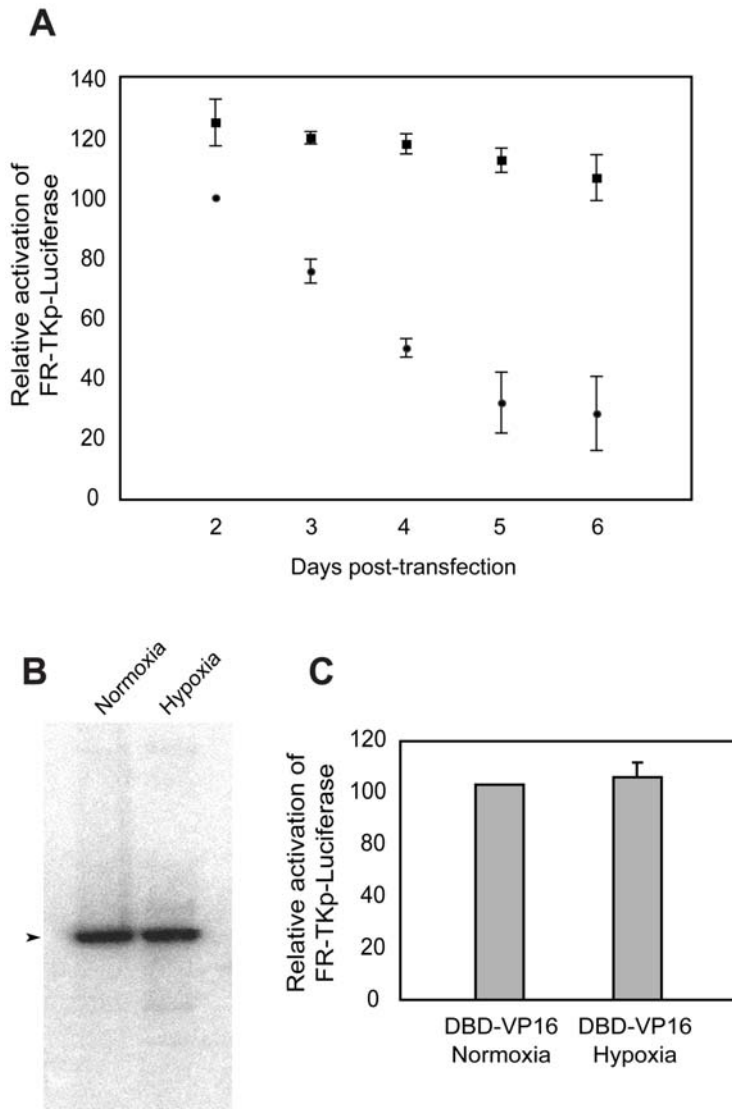 A
Relative activation of
FR-TKp-Luciferase
140
120
100
80
60
40
20
0
2 3 4 5 6
Days post-transfection
B
Normoxia
Hypoxia
C
Relative activation of
FR-TKp-Luciferase
120
100
80
60
40
20
0
DBD-VP16 DBD-VP16
Normoxia Hypoxia